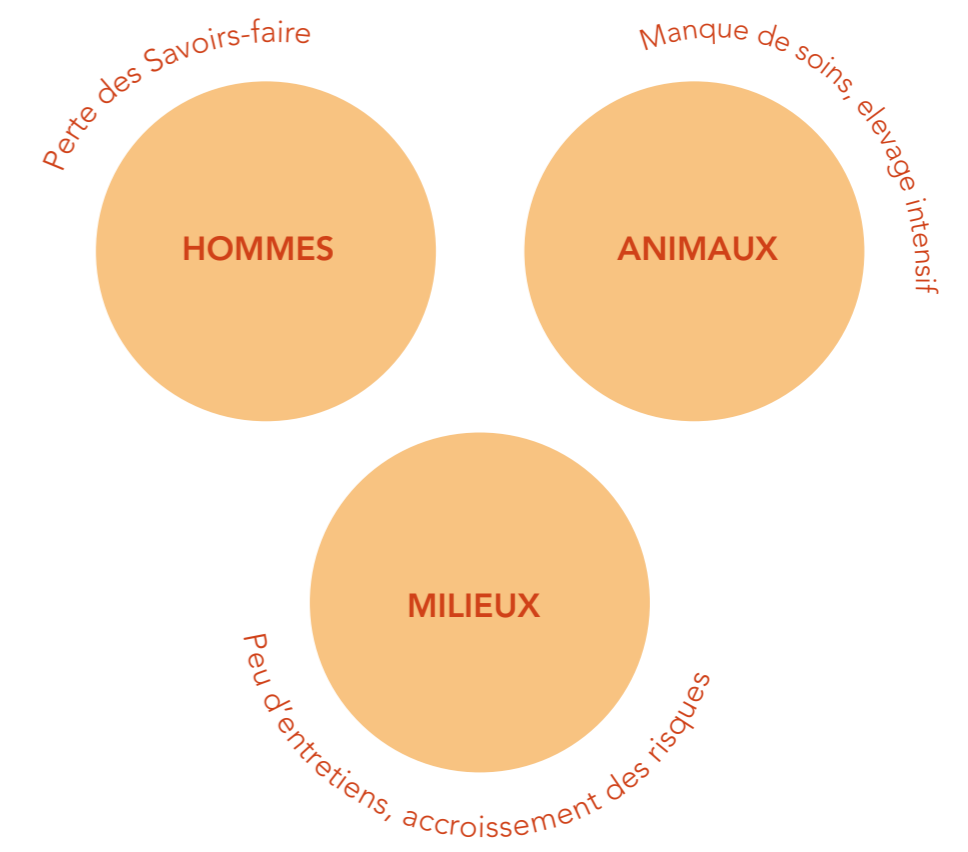 Perte des Savoirs-faire
HOMMES
Manque de soins, elevage intensif
ANIMAUX
MILIEUX
Peu d'entretiens, accroissement des risques